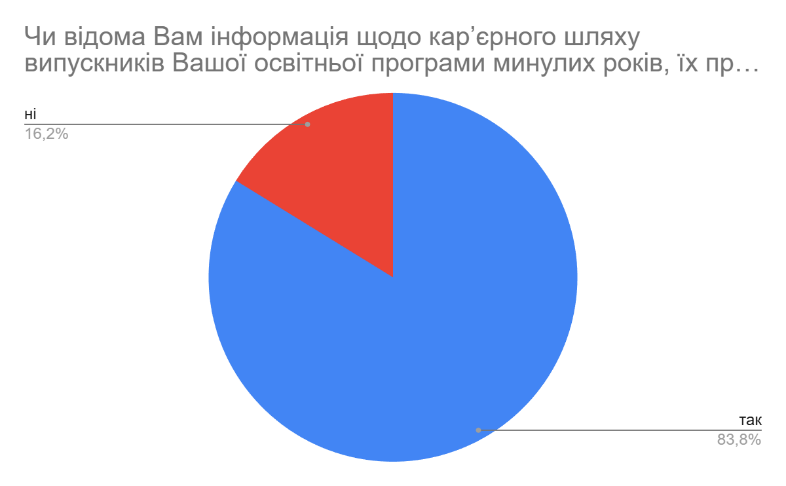 Чи відома Вам інформація щодо кар’єрного шляху
випускників Вашої освітньої програми минулих років, їх пр…
ні
16,2%
так
83,8%